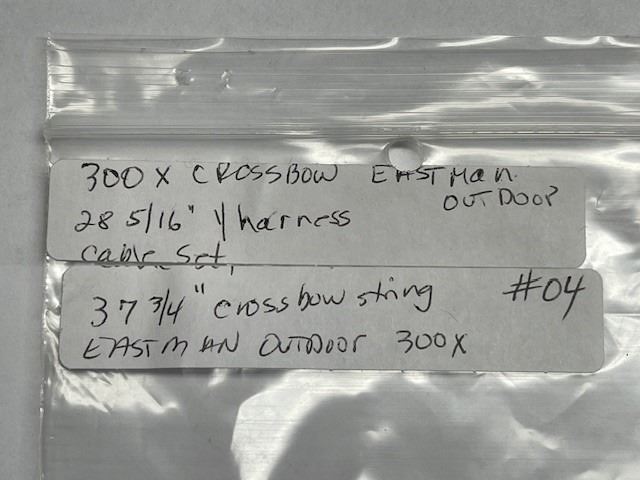 300 X CROSSBOW EASTMAN
OUTDOOR
28 5/16" Y harness
Cable Set,
37 3/4" crossbow string #04
EASTMAN OUTDOOR 300X